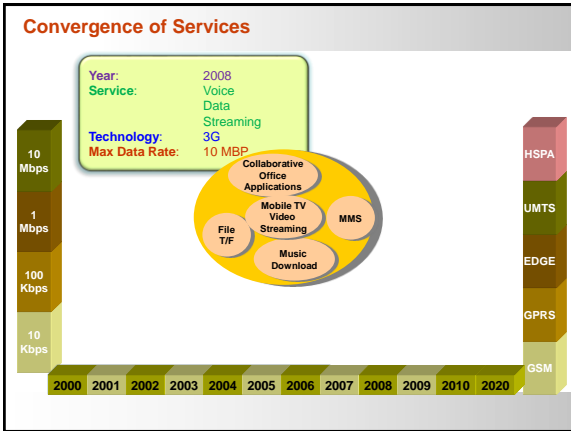 Convergence of Services
Year: 2008
Service: Voice
Data
Streaming
Technology: 3G
Max Data Rate: 10 MBP
Collaborative
Office
Applications
Mobile TV
Video
Streaming
File
T/F
MMS
Music
Download
10
Mbps
1
Mbps
100
Kbps
10
Kbps
HSPA
UMTS
EDGE
GPRS
GSM
2000 2001 2002 2003 2004 2005 2006 2007 2008 2009 2010 2020